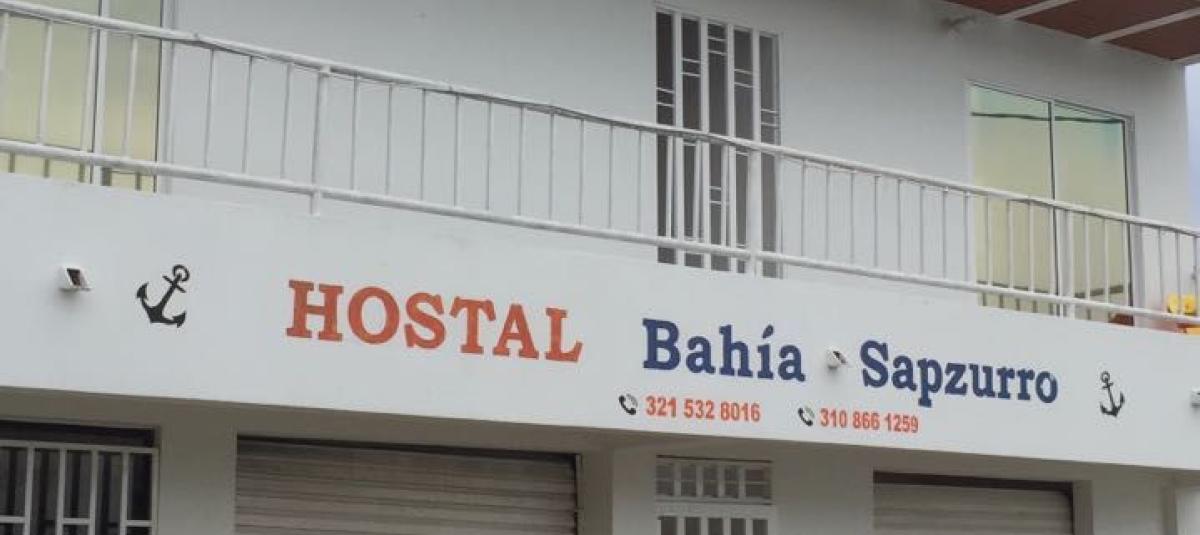 HOSTAL Bahía Sapzurro
321 532 8016 310 866 1259